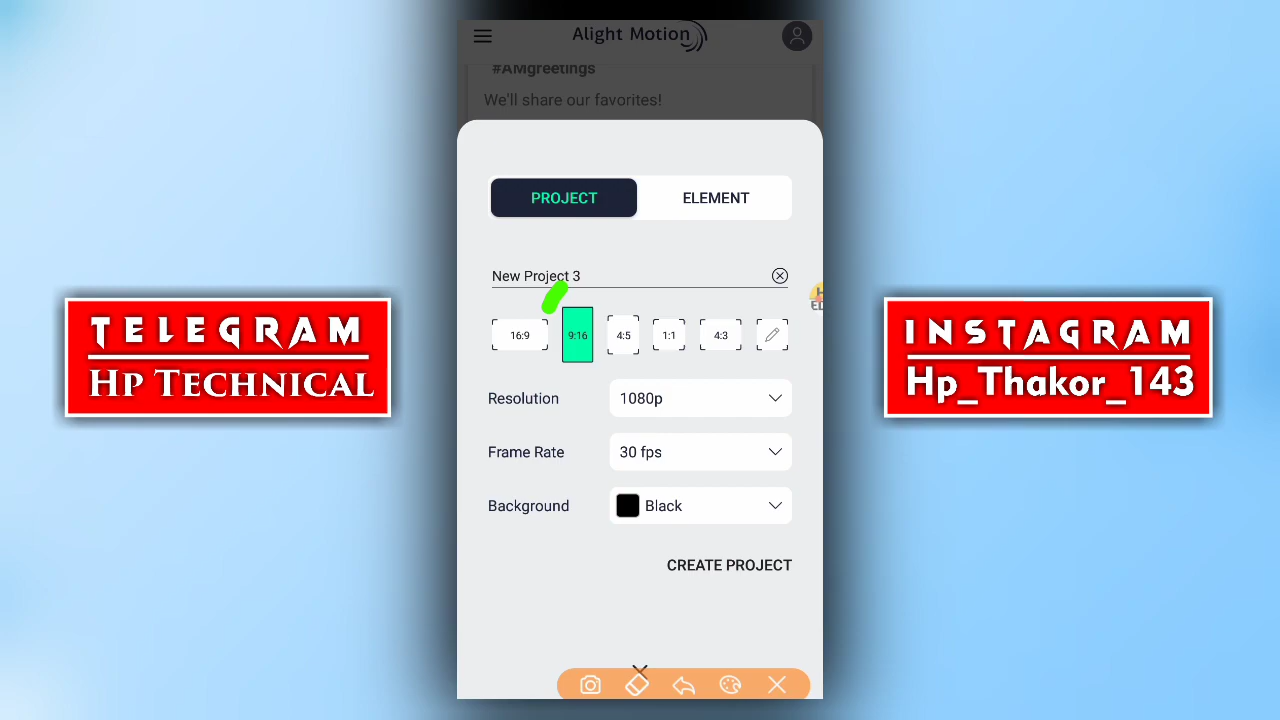 Alight Motion
#AMgreetings
We'll share our favorites!
PROJECT
ELEMENT
New Project 3
16:9
9:16
4:5
1:1
4:3
Resolution
1080p
Frame Rate
30 fps
Background
Black
CREATE PROJECT
TELEGRAM
HP TECHNICAL
INSTAGRAM
Hp_Thakor_143